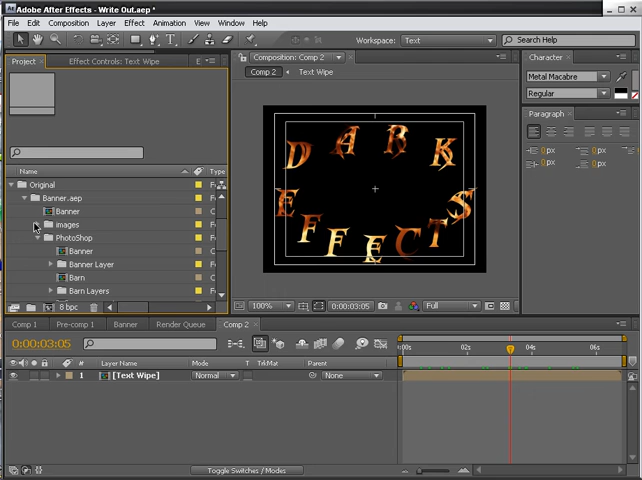 Adobe After Effects - Write Out.aep *
File Edit Composition Layer Effect Animation View Window Help
Workspace: Text
Search Help
Project
Effect Controls: Text Wipe
E
Composition: Comp 2
Character
Comp 2
Text Wipe
Metal Macabre
Regular
Paragraph
0 px 0 px
0 px 0 px
Name Type
Original
Banner.aep
Banner
images
PhotoShop
Banner
Banner Layer
Barn
Barn Layers
8 bpc
DARK
EFFECTS
100%
0:00:03:05
Full
Comp 1
Pre-comp 1
Banner
Render Queue
Comp 2
0:00:03:05
# Layer Name Mode T TrkMat Parent
1 [Text Wipe] Normal None
:00s 02s 04s 06s
Toggle Switches / Modes